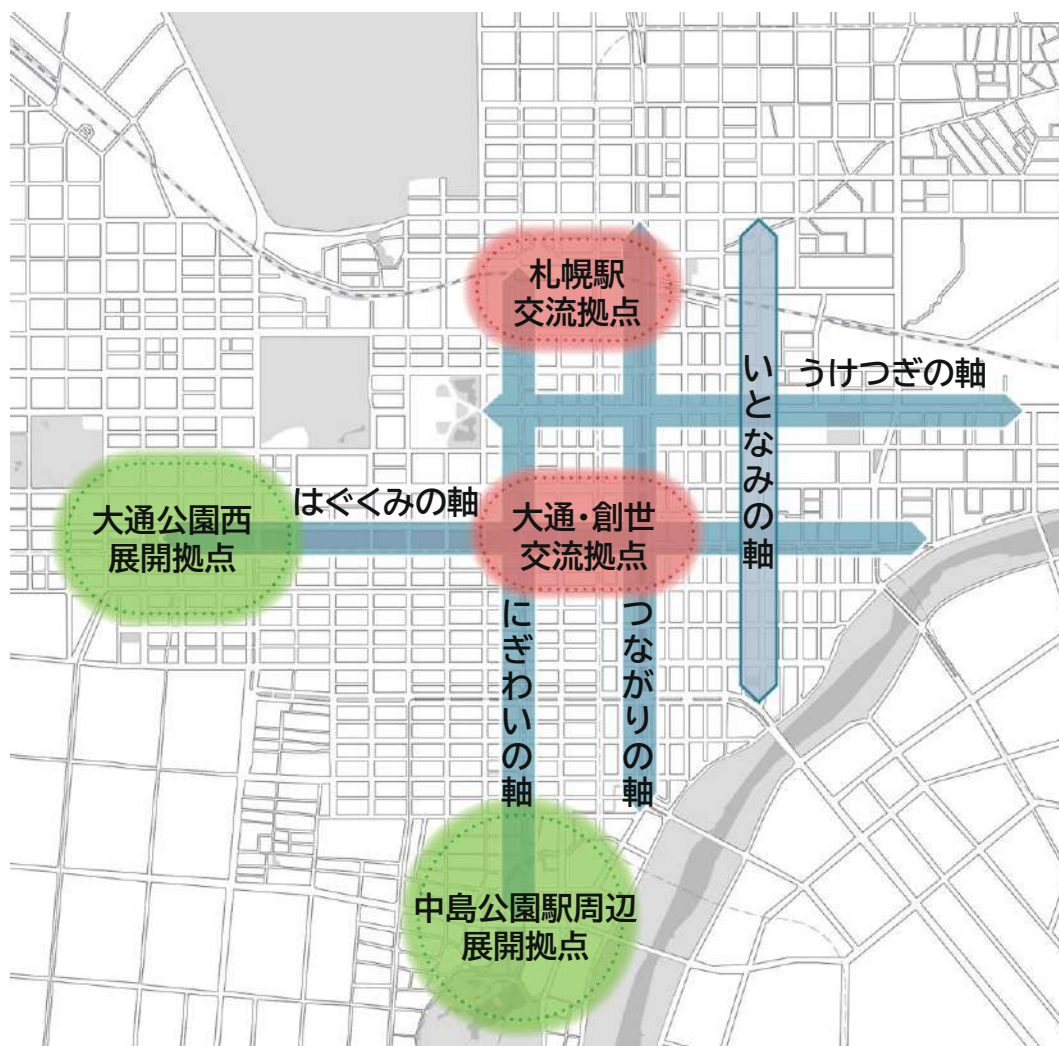 札幌駅
交流拠点
うけつぎの軸
いとなみの軸
はぐくみの軸
大通・創世
交流拠点
大通公園西
展開拠点
にぎわいの軸
つながりの軸
中島公園駅周辺
展開拠点